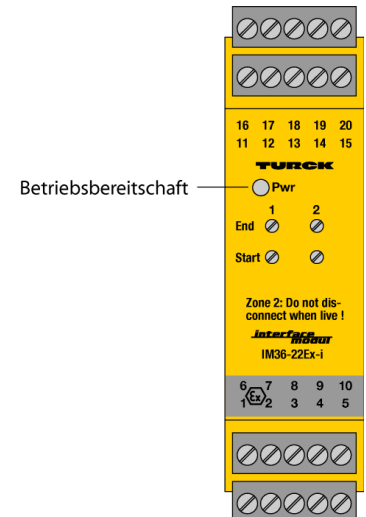 16 17 18 19 20
11 12 13 14 15
TURCK
Betriebsbereitschaft
Pwr
1 2
End
Start
Zone 2: Do not dis-
connect when live !
interface
modul
IM36-22Ex-i
6 7 8 9 10
Ex
1 2 3 4 5